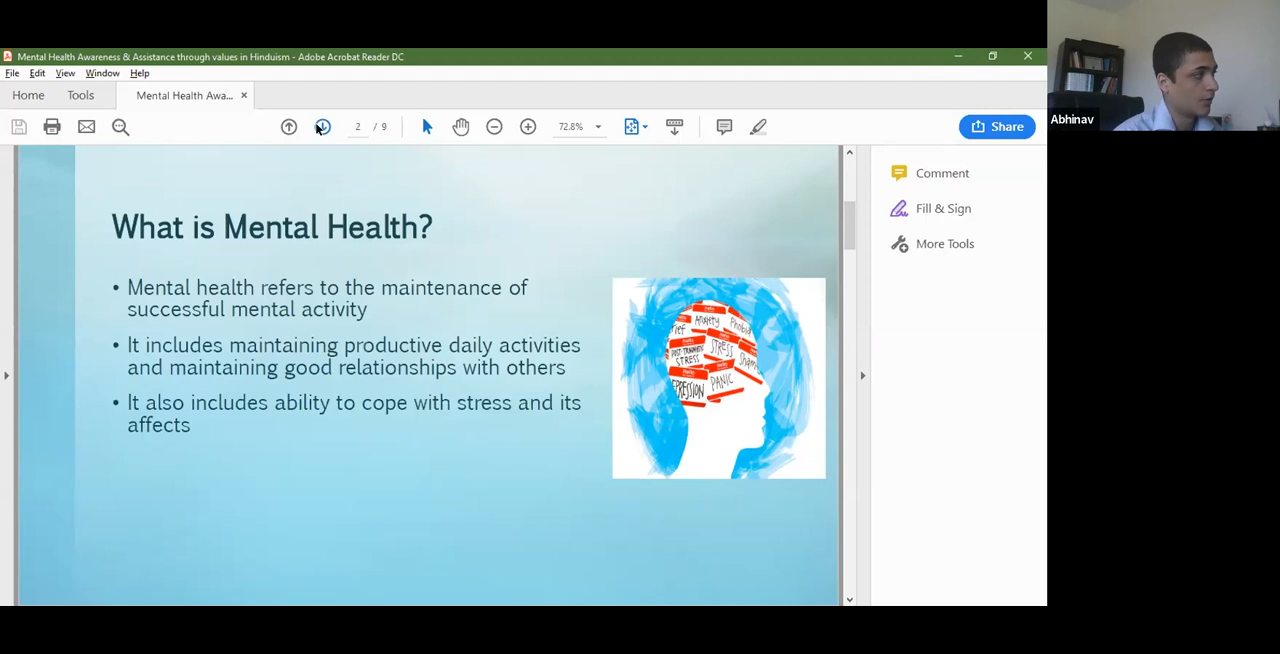 Mental Health Awareness & Assistance through values in Hinduism - Adobe Acrobat Reader DC
File Edit View Window Help
Home Tools Mental Health Awa... ×
2 / 9 72.8% Share
Abhinav
Comment
Fill & Sign
More Tools
What is Mental Health?
• Mental health refers to the maintenance of
successful mental activity
• It includes maintaining productive daily activities
and maintaining good relationships with others
• It also includes ability to cope with stress and its
affects
Anxiety
STRESS
POST-TRAUMATIC
STRESS
PANIC